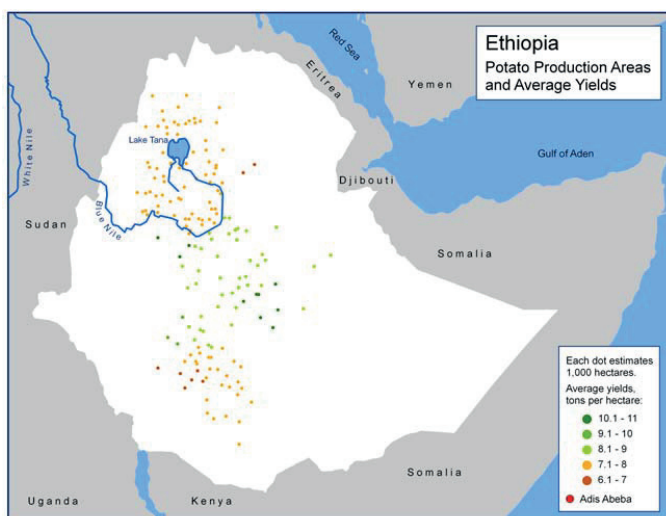 Ethiopia
Potato Production Areas
and Average Yields
Red Sea
Eritrea
Yemen
Lake Tana
White Nile
Gulf of Aden
Djibouti
Blue Nile
Sudan
Somalia
Each dot estimates
1,000 hectares.
Average yields,
tons per hectare:
10.1 - 11
9.1 - 10
8.1 - 9
7.1 - 8
6.1 - 7
Adis Abeba
Somalia
Uganda
Kenya